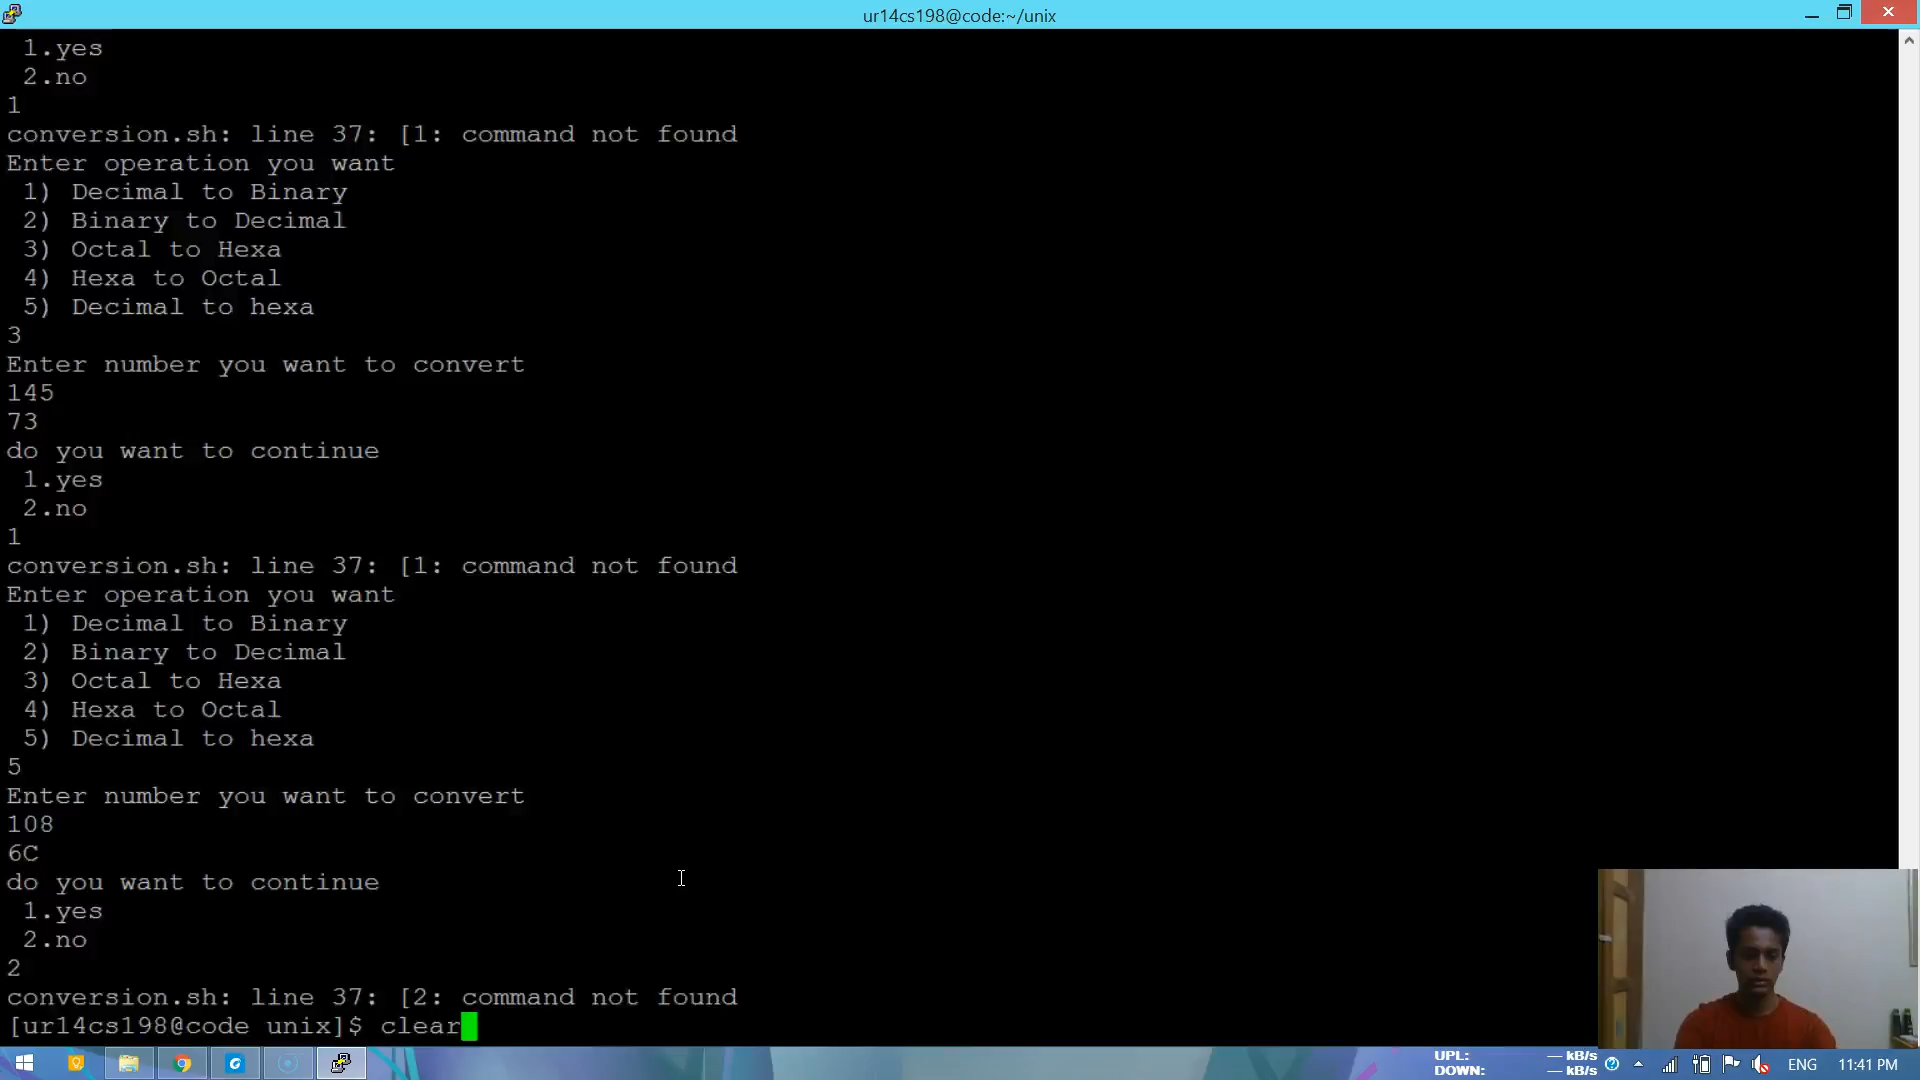 ur14cs198@code:~/unix
1.yes
2.no
1
conversion.sh: line 37: [1: command not found
Enter operation you want
1) Decimal to Binary
2) Binary to Decimal
3) Octal to Hexa
4) Hexa to Octal
5) Decimal to hexa
3
Enter number you want to convert
145
73
do you want to continue
1.yes
2.no
1
conversion.sh: line 37: [1: command not found
Enter operation you want
1) Decimal to Binary
2) Binary to Decimal
3) Octal to Hexa
4) Hexa to Octal
5) Decimal to hexa
5
Enter number you want to convert
108
6C
do you want to continue
1.yes
2.no
2
conversion.sh: line 37: [2: command not found
[ur14cs198@code unix]$ clear
UPL: — kB/s
DOWN: — kB/s
ENG 11:41 PM